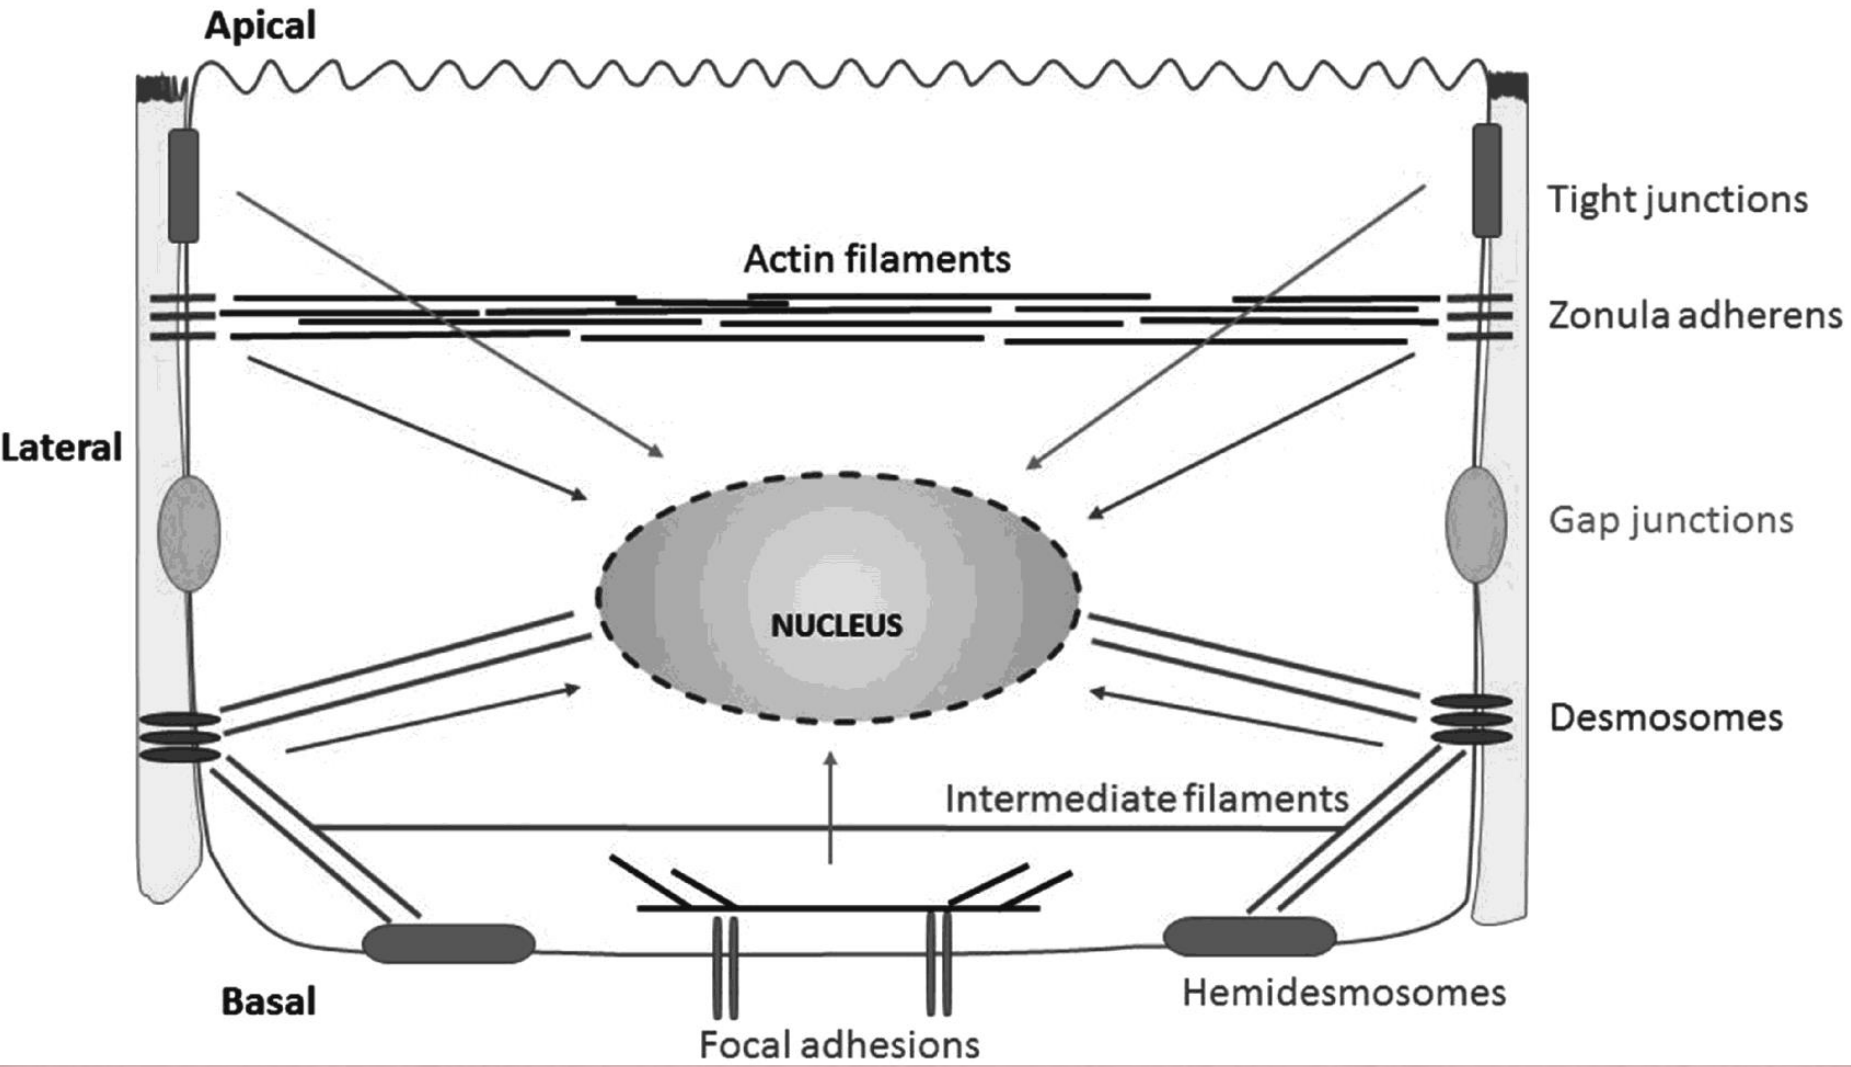 Apical
Tight junctions
Actin filaments
Zonula adherens
Lateral
Gap junctions
NUCLEUS
Desmosomes
Intermediate filaments
Hemidesmosomes
Basal
Focal adhesions